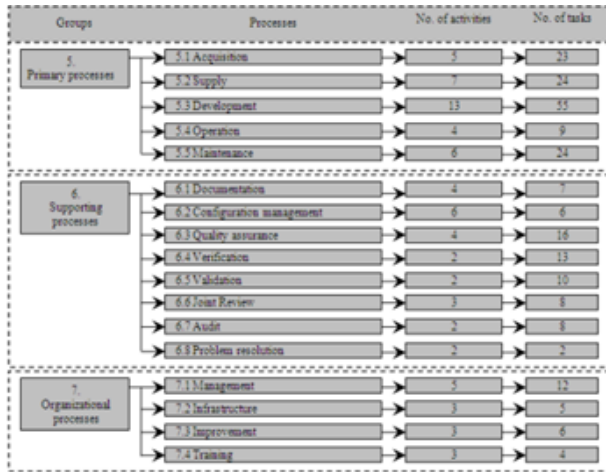 Groups Processes No. of activities No. of tasks
5.
Primary processes
5.1 Acquisition 5 23
5.2 Supply 7 24
5.3 Development 13 55
5.4 Operation 4 9
5.5 Maintenance 6 24
6.
Supporting
processes
6.1 Documentation 4 7
6.2 Configuration management 6 6
6.3 Quality assurance 4 16
6.4 Verification 2 13
6.5 Validation 2 10
6.6 Joint Review 3 8
6.7 Audit 2 8
6.8 Problem resolution 2 2
7.
Organizational
processes
7.1 Management 5 12
7.2 Infrastructure 3 5
7.3 Improvement 3 6
7.4 Training 3 4